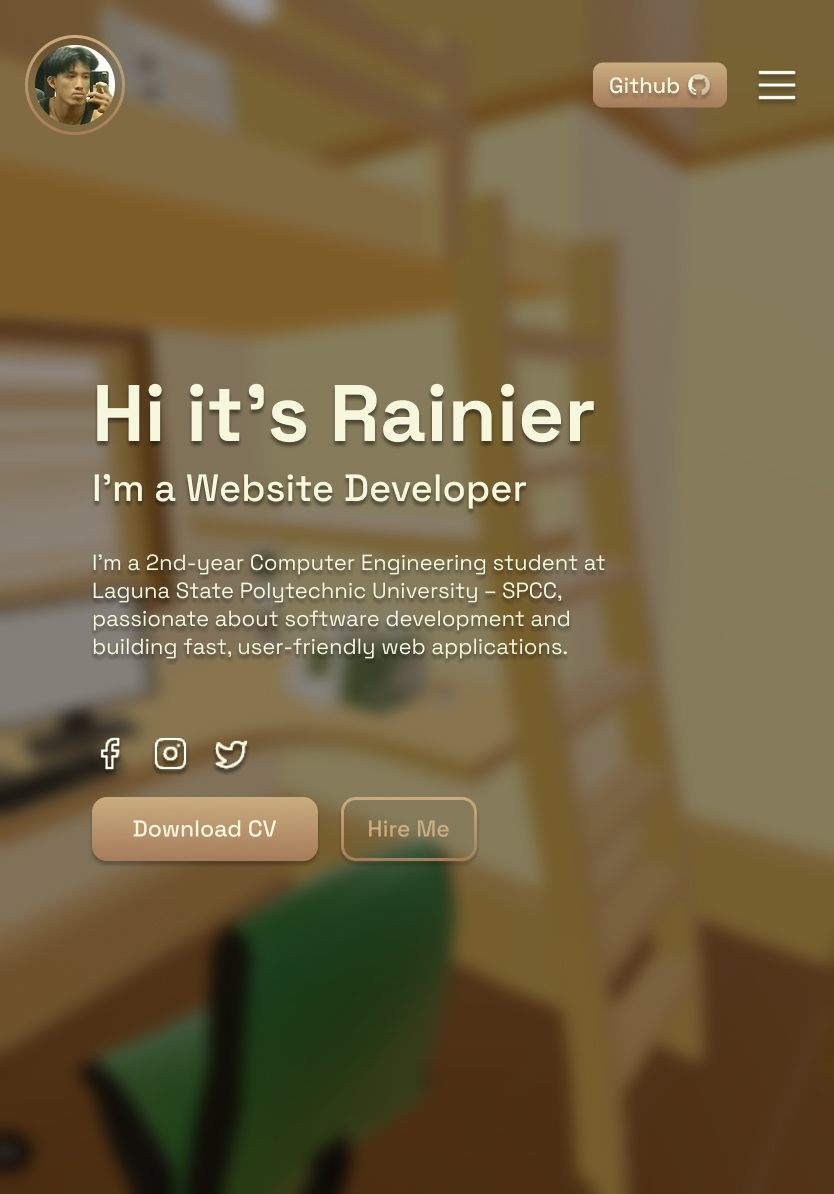 Github
Hi it's Rainier
I'm a Website Developer
I'm a 2nd-year Computer Engineering student at
Laguna State Polytechnic University – SPCC,
passionate about software development and
building fast, user-friendly web applications.
Download CV
Hire Me